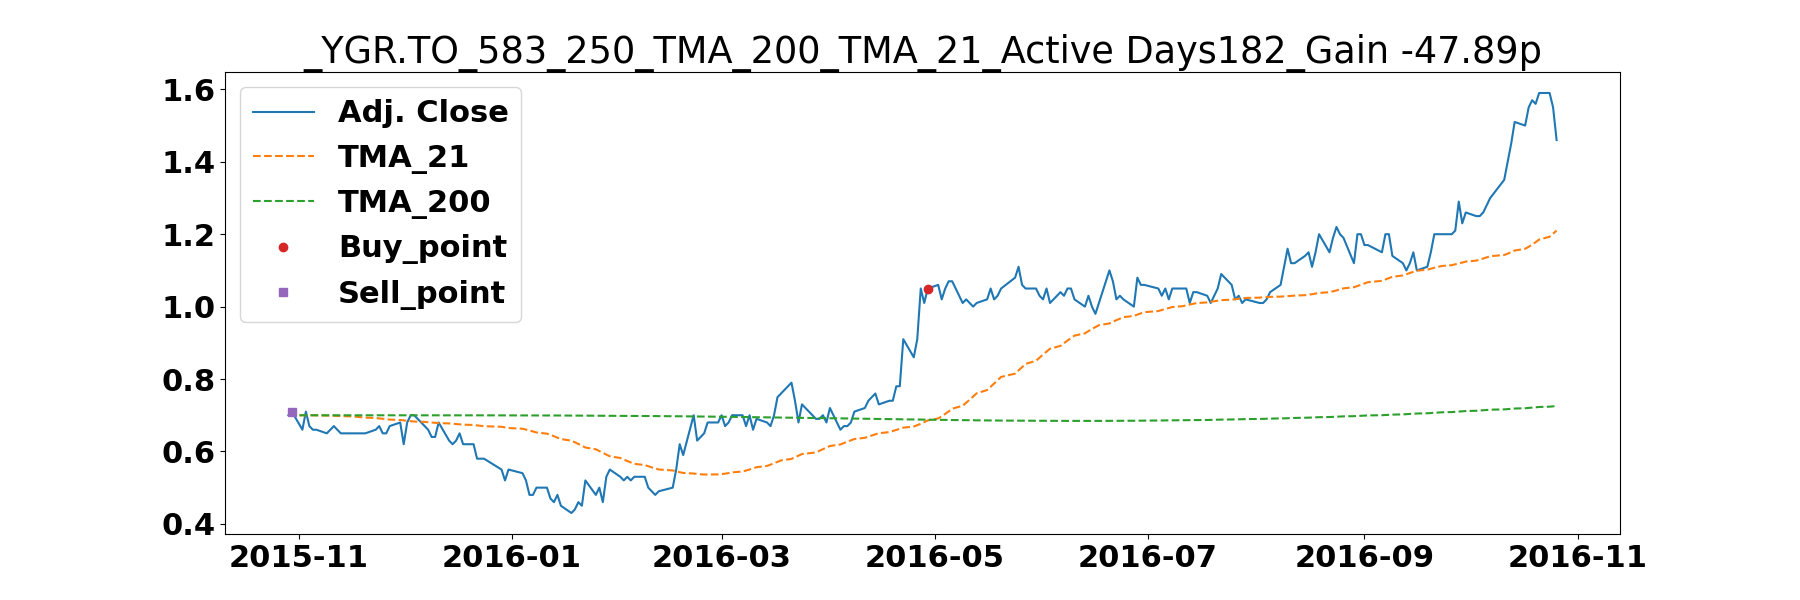 _YGR.TO_583_250_TMA_200_TMA_21_Active Days182_Gain -47.89p
1.6
1.4
1.2
1.0
0.8
0.6
0.4
Adj. Close
TMA_21
TMA_200
Buy_point
Sell_point
2015-11 2016-01 2016-03 2016-05 2016-07 2016-09 2016-11